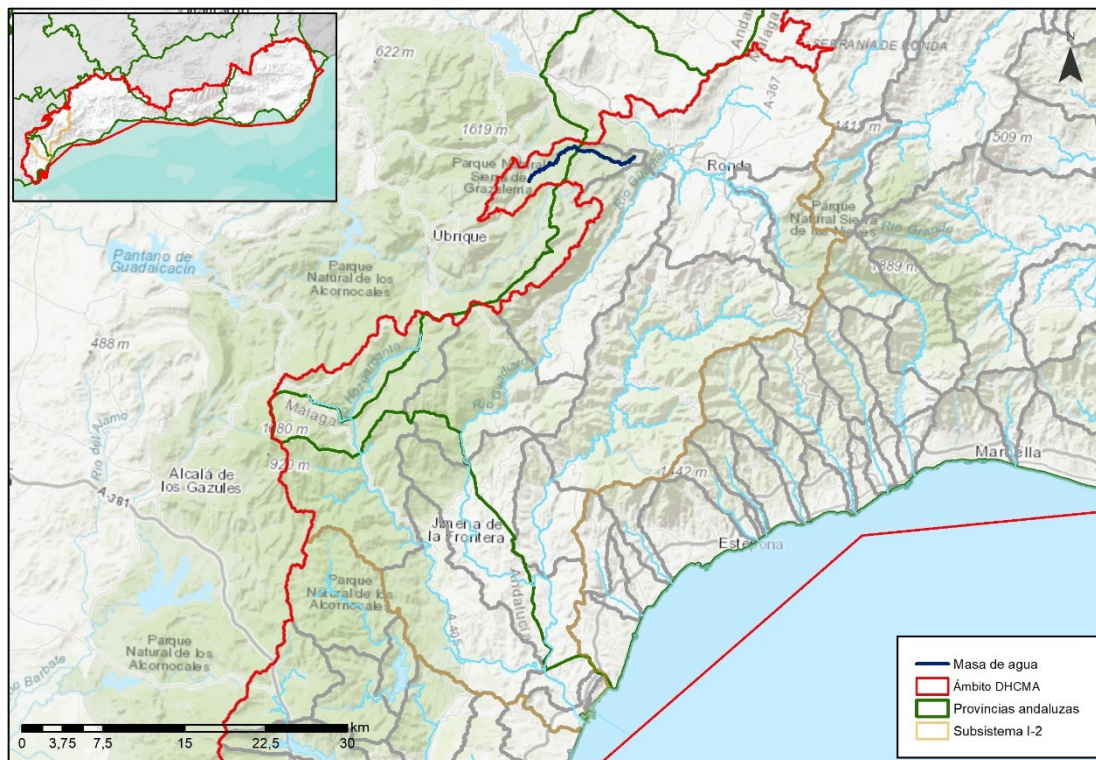 622 m
Andalucía
Málaga
SERRANÍA DE RONDA
N
A-367
1619 m
Parque Natural
Sierra de
Grazalema
Ronda
509 m
Ubrique
Parque
Natural Sierra
de las Nieves
Río Grande
1889 m
Pantano de
Guadalcacín
Parque
Natural de los
Alcornocales
488 m
Hozgarganta
Río Guadiaro
Málaga
1080 m
920 m
Río del Álamo
Alcalá de
los Gazules
A-381
1442 m
Marbella
Jimena de
la Frontera
Estepona
Parque
Natural de los
Alcornocales
Andalucía
A-405
Parque
Natural de los
Alcornocales
Río Barbate
km
0 3,75 7,5 15 22,5 30
Masa de agua
Ámbito DHCMA
Provincias andaluzas
Subsistema I-2